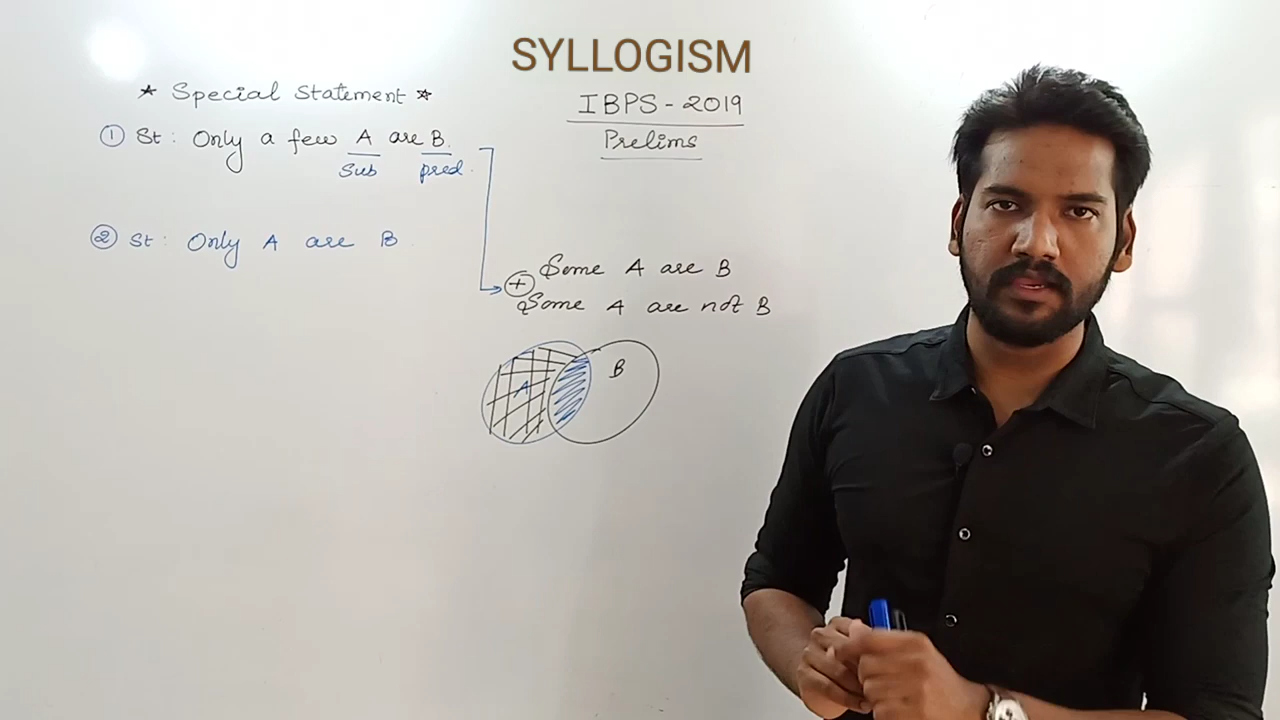 SYLLOGISM
★ Special Statement ★
IBPS - 2019
Prelims
① St : Only a few A are B.
Sub pred.
② St : Only A are B.
+ Some A are B
Some A are not B
A B